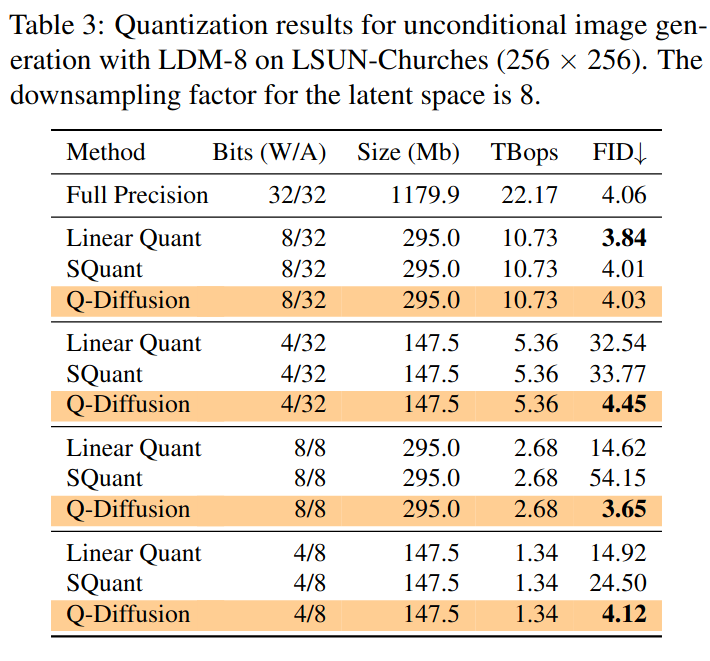 Table 3: Quantization results for unconditional image gen-
eration with LDM-8 on LSUN-Churches (256 × 256). The
downsampling factor for the latent space is 8.
Method Bits (W/A) Size (Mb) TBops FID↓
Full Precision 32/32 1179.9 22.17 4.06
Linear Quant 8/32 295.0 10.73 3.84
SQuant 8/32 295.0 10.73 4.01
Q-Diffusion 8/32 295.0 10.73 4.03
Linear Quant 4/32 147.5 5.36 32.54
SQuant 4/32 147.5 5.36 33.77
Q-Diffusion 4/32 147.5 5.36 4.45
Linear Quant 8/8 295.0 2.68 14.62
SQuant 8/8 295.0 2.68 54.15
Q-Diffusion 8/8 295.0 2.68 3.65
Linear Quant 4/8 147.5 1.34 14.92
SQuant 4/8 147.5 1.34 24.50
Q-Diffusion 4/8 147.5 1.34 4.12